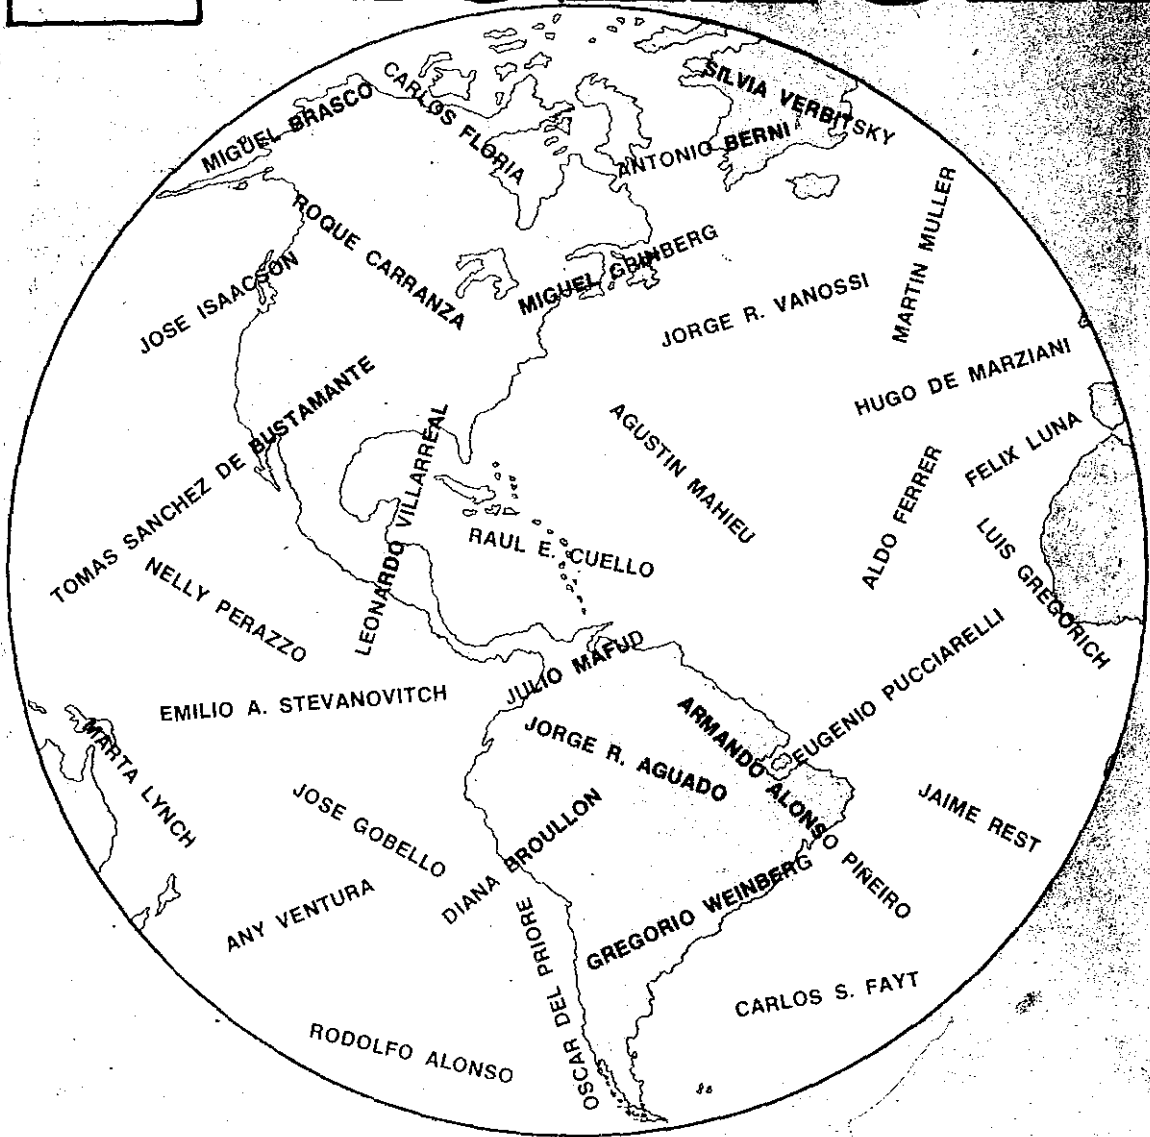 MIGUEL BRASCO
CARLOS FLORIA
SILVIA VERBITSKY
ANTONIO BERNI
MARTIN MULLER
ROQUE CARRANZA
MIGUEL GRINBERG
JOSE ISAACSON
JORGE R. VANOSSI
HUGO DE MARZIANI
TOMAS SANCHEZ DE BUSTAMANTE
LEONARDO VILLARREAL
AGUSTIN MAHIEU
FELIX LUNA
ALDO FERRER
RAUL E. CUELLO
LUIS GREGORICH
NELLY PERAZZO
JULIO MAFUD
EUGENIO PUCCIARELLI
EMILIO A. STEVANOVITCH
ARMANDO ALONSO PIÑEIRO
MARTA LYNCH
JORGE R. AGUADO
JOSE GOBELLO
DIANA BROULLON
JAIME REST
ANY VENTURA
GREGORIO WEINBERG
OSCAR DEL PRIORE
CARLOS S. FAYT
RODOLFO ALONSO